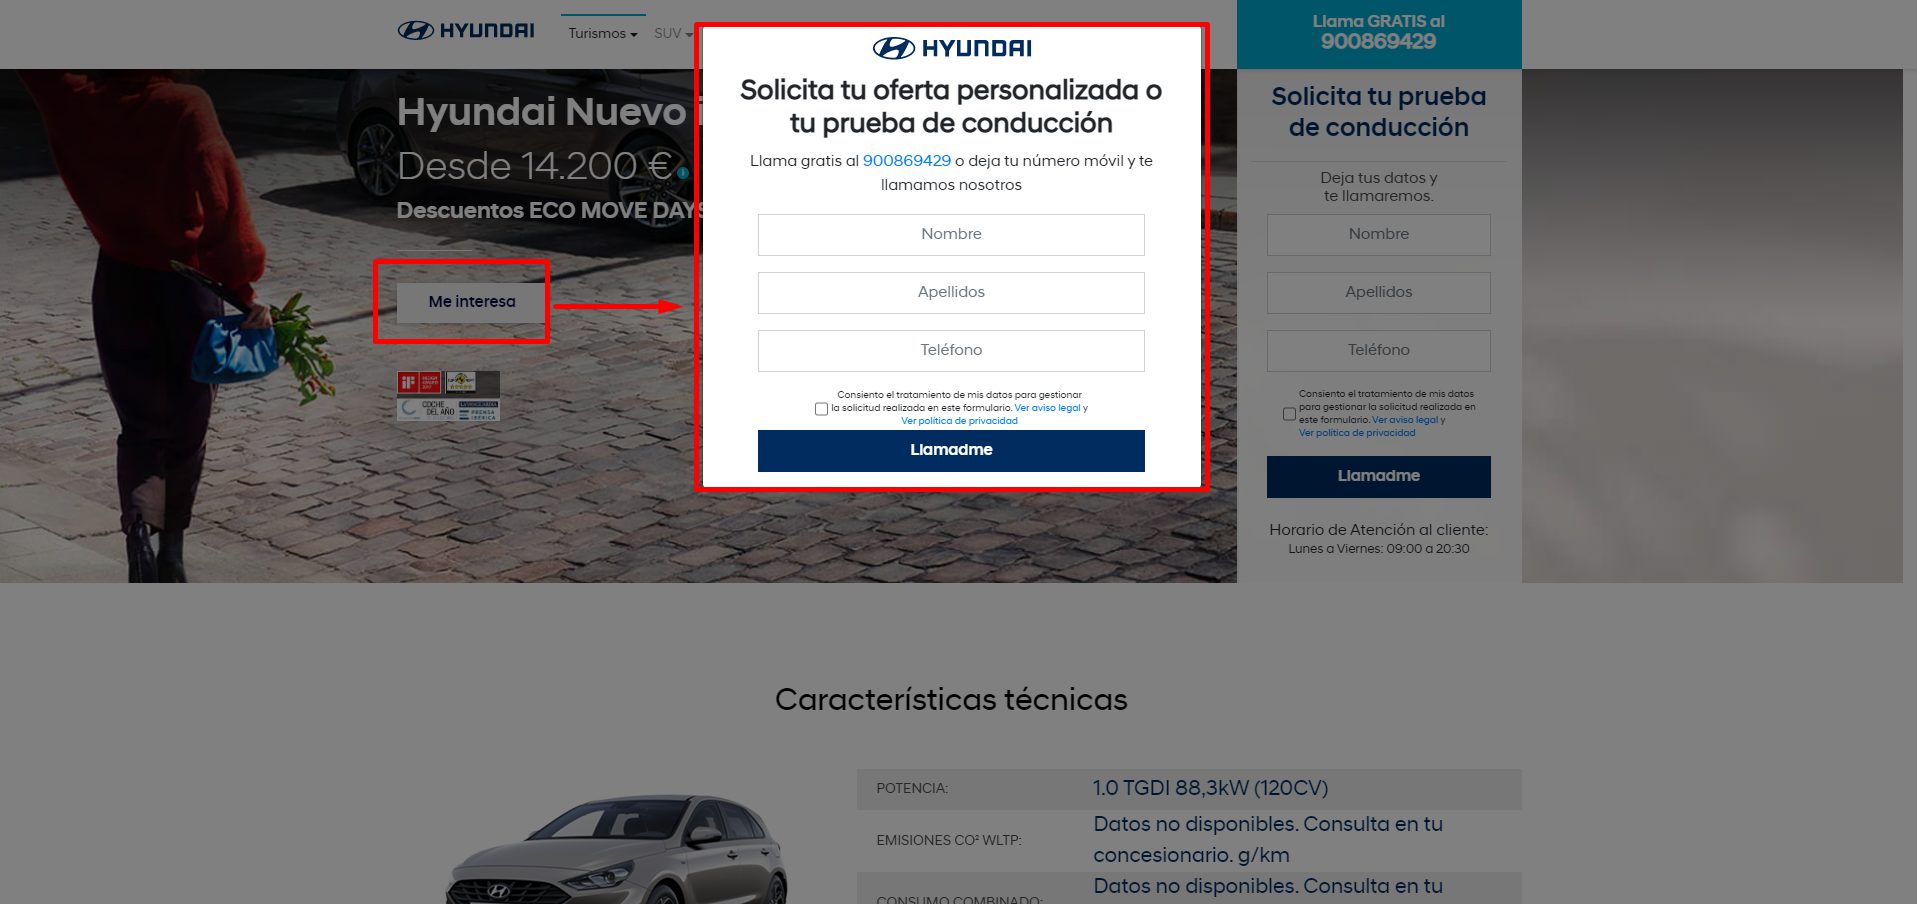 HYUNDAI
Turismos
SUV
Llama GRATIS al
900869429
Hyundai Nuevo i
Desde 14.200 €
Descuentos ECO MOVE DAYS
Me interesa
COCHE
DEL AÑO
LA VANGUARDIA
PRENSA
IBÉRICA
HYUNDAI
Solicita tu oferta personalizada o
tu prueba de conducción
Llama gratis al 900869429 o deja tu número móvil y te
llamamos nosotros
Nombre
Apellidos
Teléfono
Consiento el tratamiento de mis datos para gestionar
la solicitud realizada en este formulario. Ver aviso legal y
Ver política de privacidad
Llamadme
Solicita tu prueba
de conducción
Deja tus datos y
te llamaremos.
Nombre
Apellidos
Teléfono
Consiento el tratamiento de mis datos
para gestionar la solicitud realizada en
este formulario. Ver aviso legal y
Ver política de privacidad
Llamadme
Horario de Atención al cliente:
Lunes a Viernes: 09:00 a 20:30
Características técnicas
POTENCIA: 1.0 TGDI 88,3kW (120CV)
EMISIONES CO² WLTP: Datos no disponibles. Consulta en tu
concesionario. g/km
CONSUMO COMBINADO: Datos no disponibles. Consulta en tu